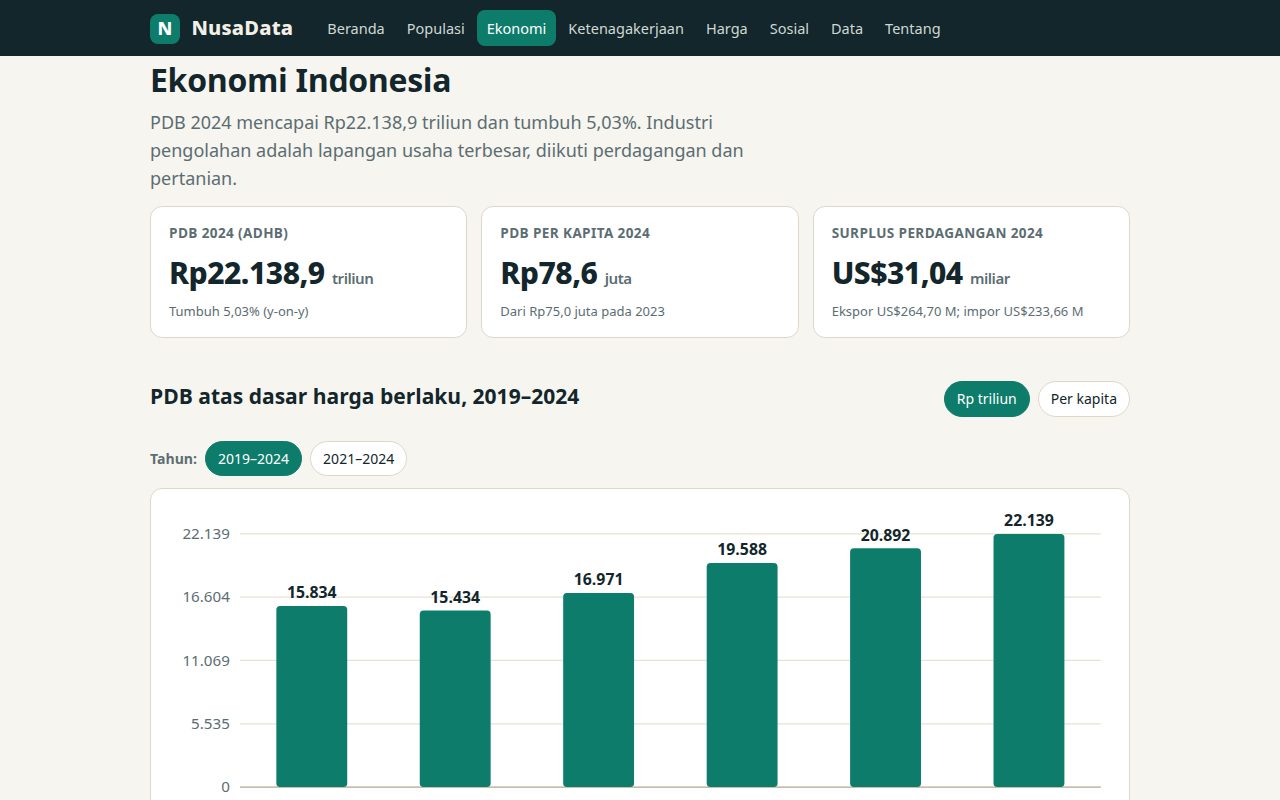 N NusaData Beranda Populasi Ekonomi Ketenagakerjaan Harga Sosial Data Tentang
Ekonomi Indonesia
PDB 2024 mencapai Rp22.138,9 triliun dan tumbuh 5,03%. Industri
pengolahan adalah lapangan usaha terbesar, diikuti perdagangan dan
pertanian.
PDB 2024 (ADHB)
Rp22.138,9 triliun
Tumbuh 5,03% (y-on-y)
PDB PER KAPITA 2024
Rp78,6 juta
Dari Rp75,0 juta pada 2023
SURPLUS PERDAGANGAN 2024
US$31,04 miliar
Ekspor US$264,70 M; impor US$233,66 M
PDB atas dasar harga berlaku, 2019–2024
Rp triliun Per kapita
Tahun: 2019–2024 2021–2024
22.139
16.604
11.069
5.535
0
15.834
15.434
16.971
19.588
20.892
22.139